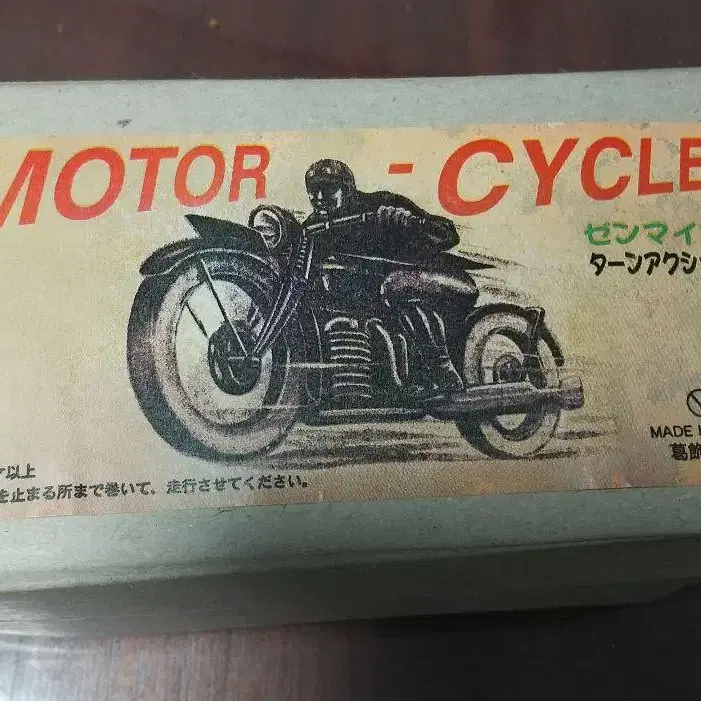 MOTOR - CYCLE
ゼンマイ
ターンアクシ
以上
を止まる所まで巻いて、走行させてください。
MADE
葛飾